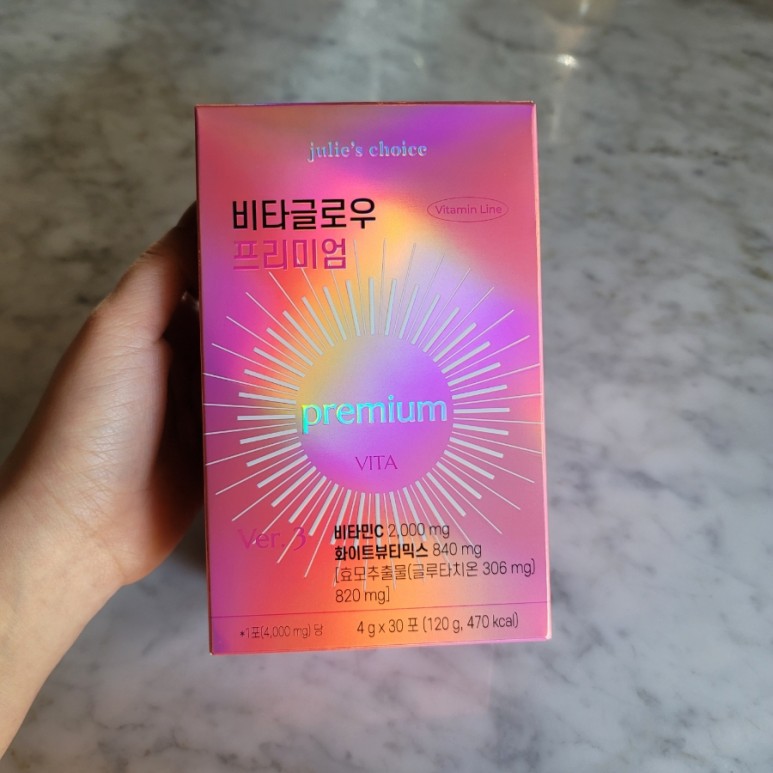 julie's choice
비타글로우
Vitamin Line
프리미엄
premium
VITA
Ver. 3
비타민C 2,000 mg
화이트뷰티믹스 840 mg
[효모추출물(글루타치온 306 mg)
820 mg]
*1포(4,000 mg) 당
4 g x 30 포 (120 g, 470 kcal)